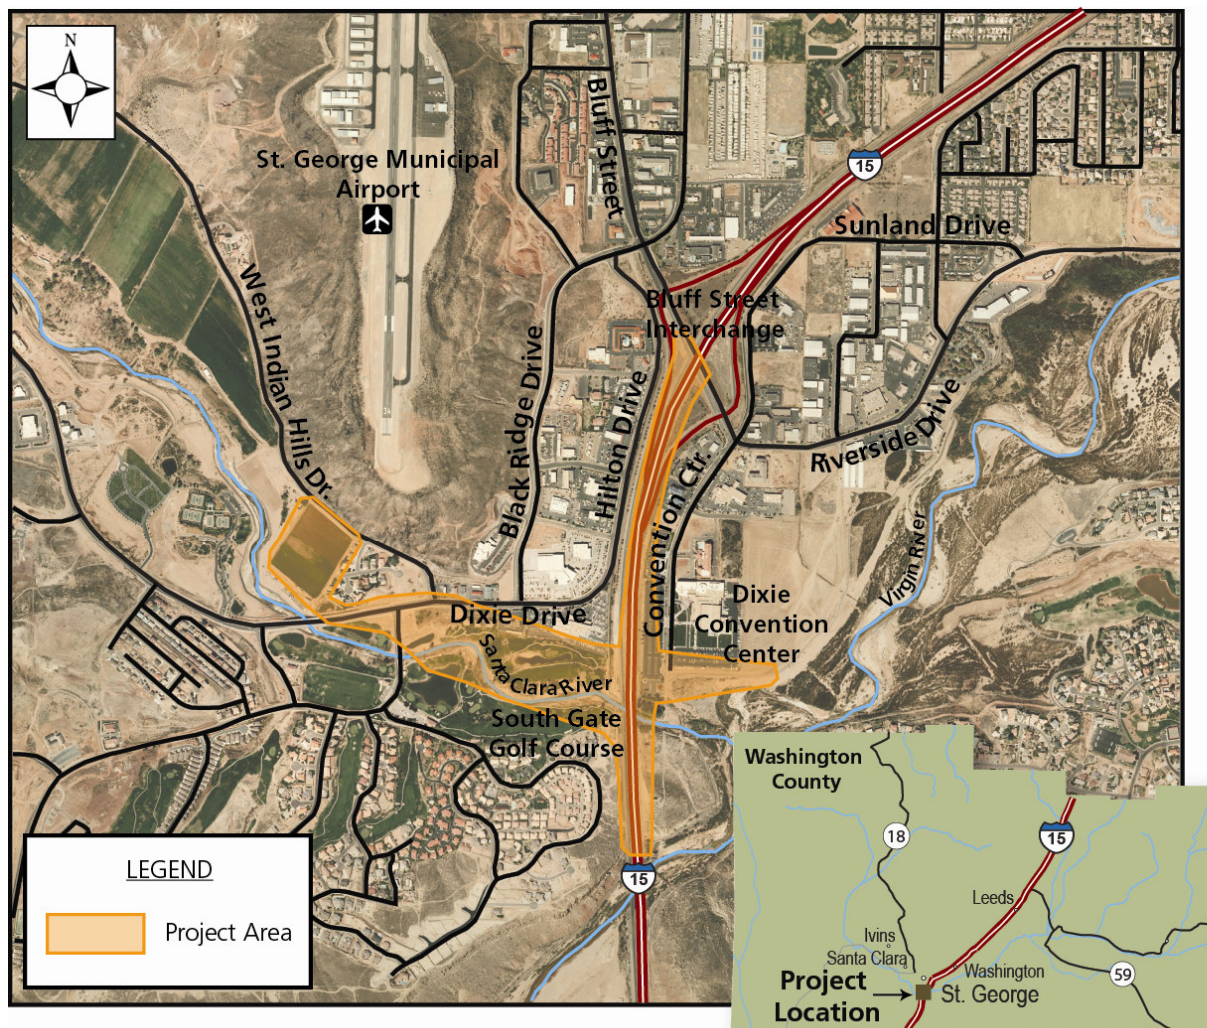 N
St. George Municipal
Airport
Bluff Street
15
Sunland Drive
West Indian Hills Dr.
Bluff Street
Interchange
Black Ridge Drive
Hilton Drive
Riverside Drive
Convention Ctr.
34
Virgin River
Dixie Drive
Dixie
Convention
Center
Santa Clara River
South Gate
Golf Course
15
LEGEND
Project Area
Washington
County
18
15
Leeds
Ivins
Santa Clara
Washington
59
Project
Location
St. George